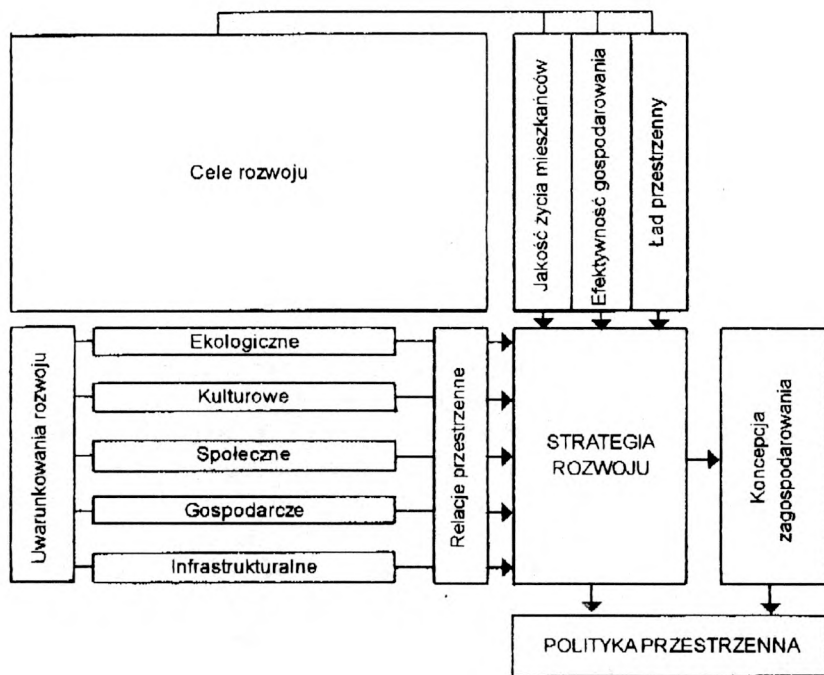 Cele rozwoju
Jakość życia mieszkańców
Efektywność gospodarowania
Ład przestrzenny
Uwarunkowania rozwoju
Ekologiczne
Kulturowe
Społeczne
Gospodarcze
Infrastrukturalne
Relacje przestrzenne
STRATEGIA
ROZWOJU
Koncepcja
zagospodarowania
POLITYKA PRZESTRZENNA